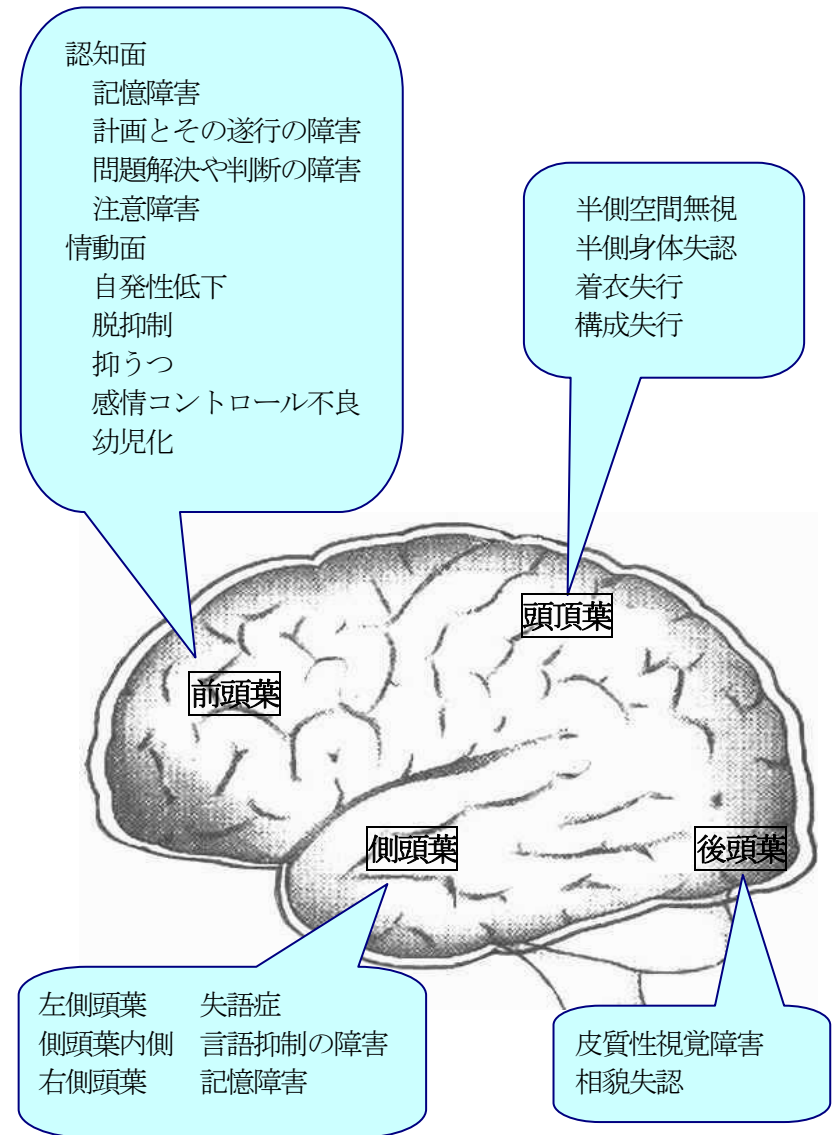 認知面
記憶障害
計画とその遂行の障害
問題解決や判断の障害
注意障害
情動面
自発性低下
脱抑制
抑うつ
感情コントロール不良
幼児化
半側空間無視
半側身体失認
着衣失行
構成失行
頭頂葉
前頭葉
側頭葉
後頭葉
左側頭葉 失語症
側頭葉内側 言語抑制の障害
右側頭葉 記憶障害
皮質性視覚障害
相貌失認